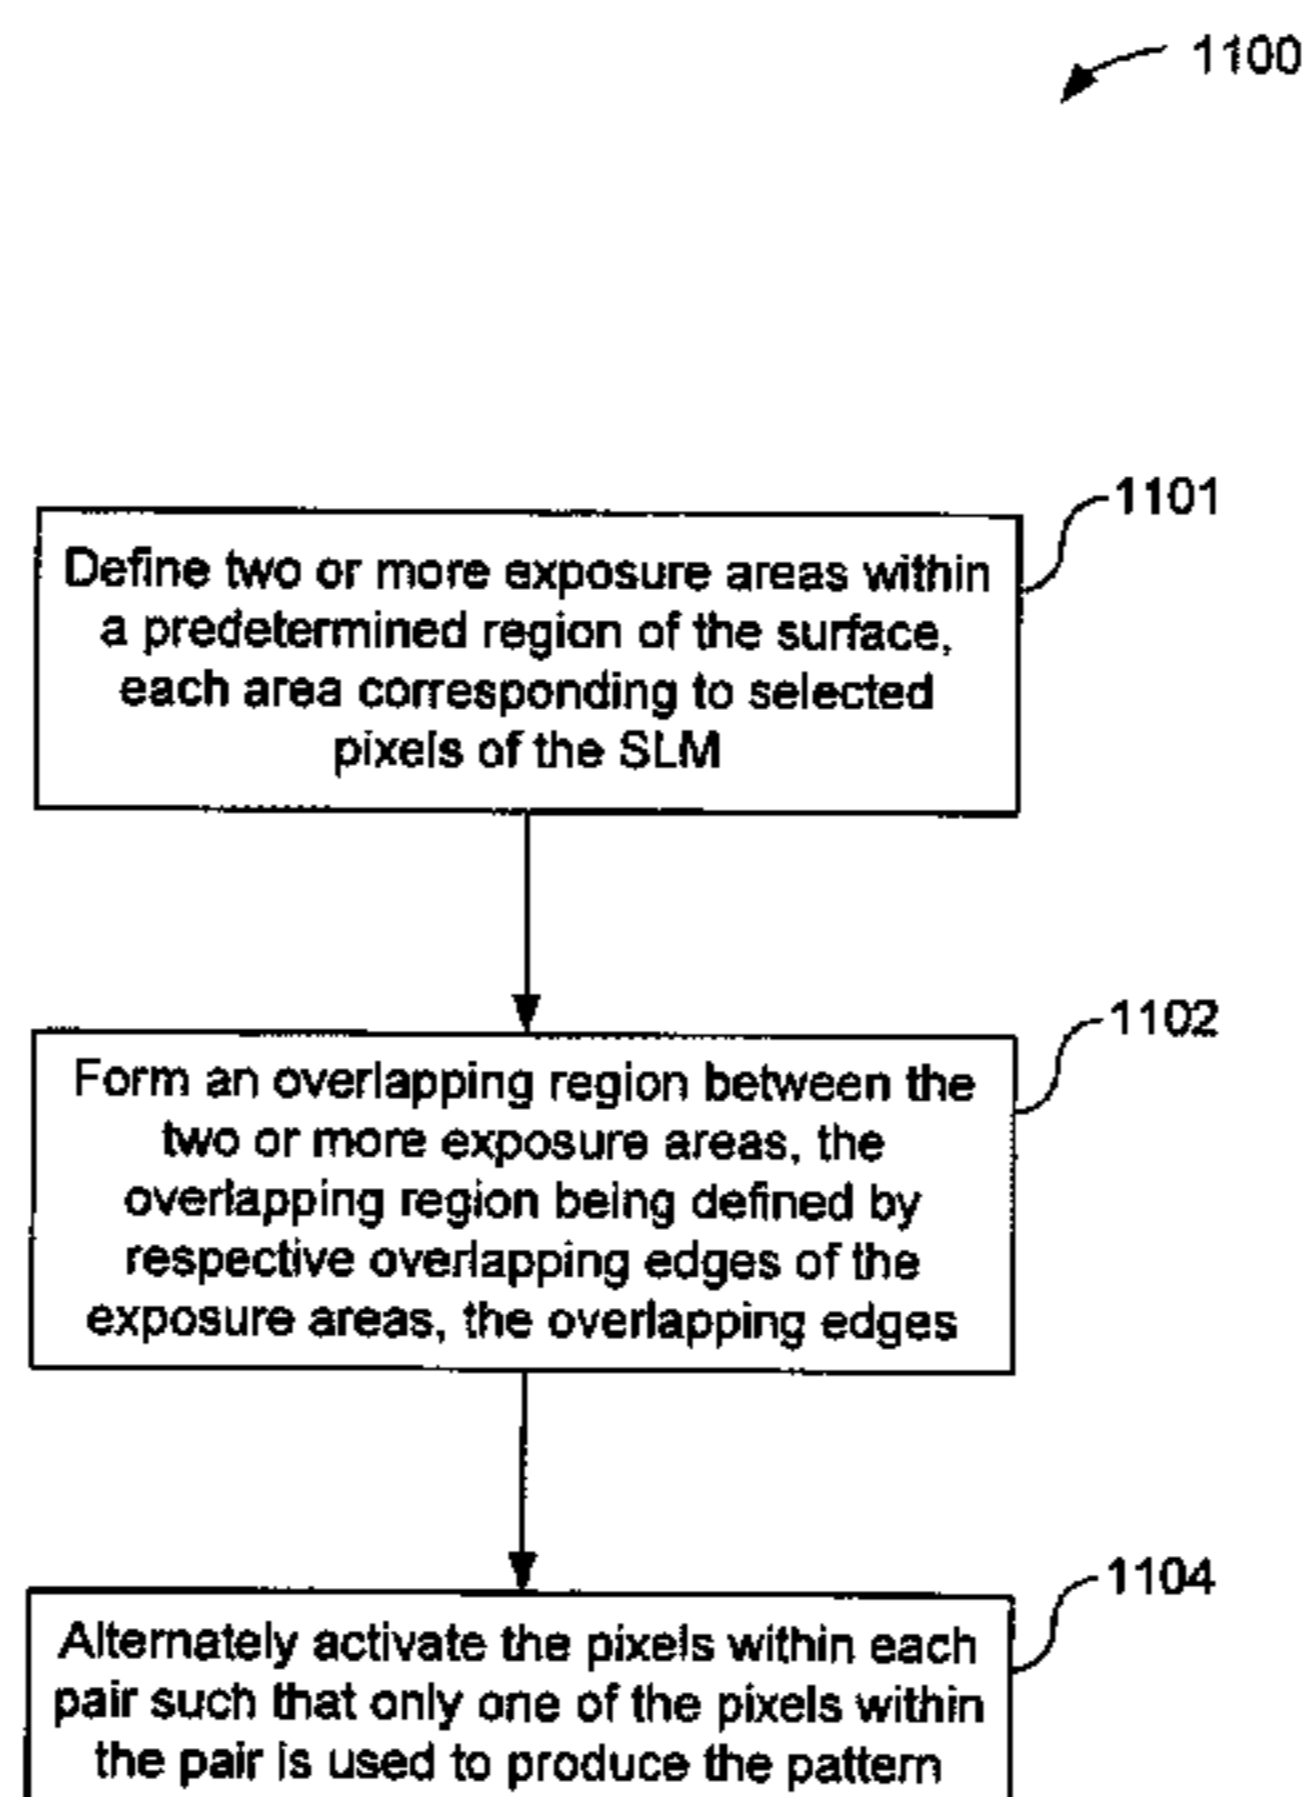 1100
1101
Define two or more exposure areas within
a predetermined region of the surface,
each area corresponding to selected
pixels of the SLM
1102
Form an overlapping region between the
two or more exposure areas, the
overlapping region being defined by
respective overlapping edges of the
exposure areas, the overlapping edges
1104
Alternately activate the pixels within each
pair such that only one of the pixels within
the pair is used to produce the pattern